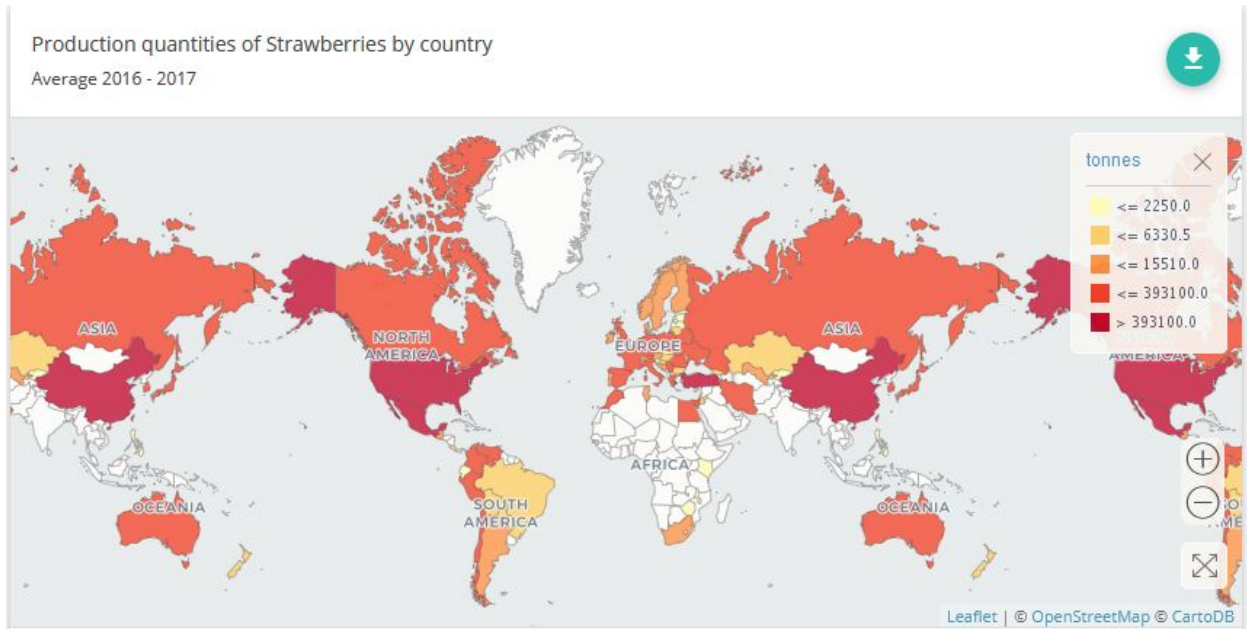 Production quantities of Strawberries by country
Average 2016 - 2017
tonnes
<= 2250.0
<= 6330.5
<= 15510.0
<= 393100.0
> 393100.0
ASIA
NORTH
AMERICA
EUROPE
ASIA
AMERICA
AFRICA
OCEANIA
SOUTH
AMERICA
OCEANIA
Leaflet | © OpenStreetMap © CartoDB